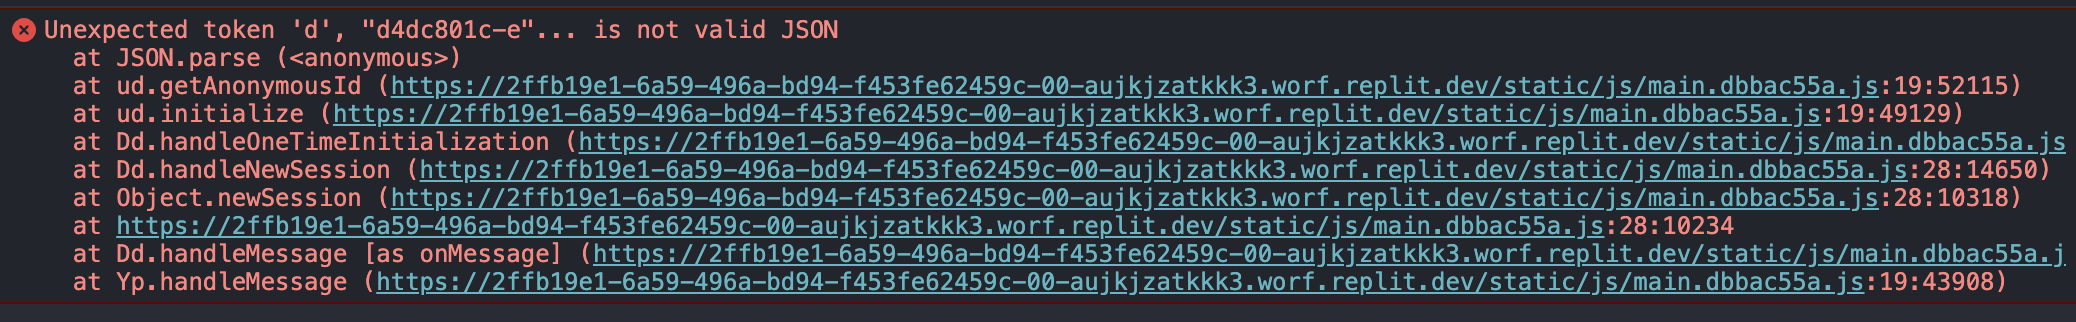 Unexpected token 'd', "d4dc801c-e"... is not valid JSON
at JSON.parse (<anonymous>)
at ud.getAnonymousId (https://2ffb19e1-6a59-496a-bd94-f453fe62459c-00-aujkjzatkkk3.worf.replit.dev/static/js/main.dbbac55a.js:19:52115)
at ud.initialize (https://2ffb19e1-6a59-496a-bd94-f453fe62459c-00-aujkjzatkkk3.worf.replit.dev/static/js/main.dbbac55a.js:19:49129)
at Dd.handleOneTimeInitialization (https://2ffb19e1-6a59-496a-bd94-f453fe62459c-00-aujkjzatkkk3.worf.replit.dev/static/js/main.dbbac55a.js
at Dd.handleNewSession (https://2ffb19e1-6a59-496a-bd94-f453fe62459c-00-aujkjzatkkk3.worf.replit.dev/static/js/main.dbbac55a.js:28:14650)
at Object.newSession (https://2ffb19e1-6a59-496a-bd94-f453fe62459c-00-aujkjzatkkk3.worf.replit.dev/static/js/main.dbbac55a.js:28:10318)
at https://2ffb19e1-6a59-496a-bd94-f453fe62459c-00-aujkjzatkkk3.worf.replit.dev/static/js/main.dbbac55a.js:28:10234
at Dd.handleMessage [as onMessage] (https://2ffb19e1-6a59-496a-bd94-f453fe62459c-00-aujkjzatkkk3.worf.replit.dev/static/js/main.dbbac55a.j
at Yp.handleMessage (https://2ffb19e1-6a59-496a-bd94-f453fe62459c-00-aujkjzatkkk3.worf.replit.dev/static/js/main.dbbac55a.js:19:43908)